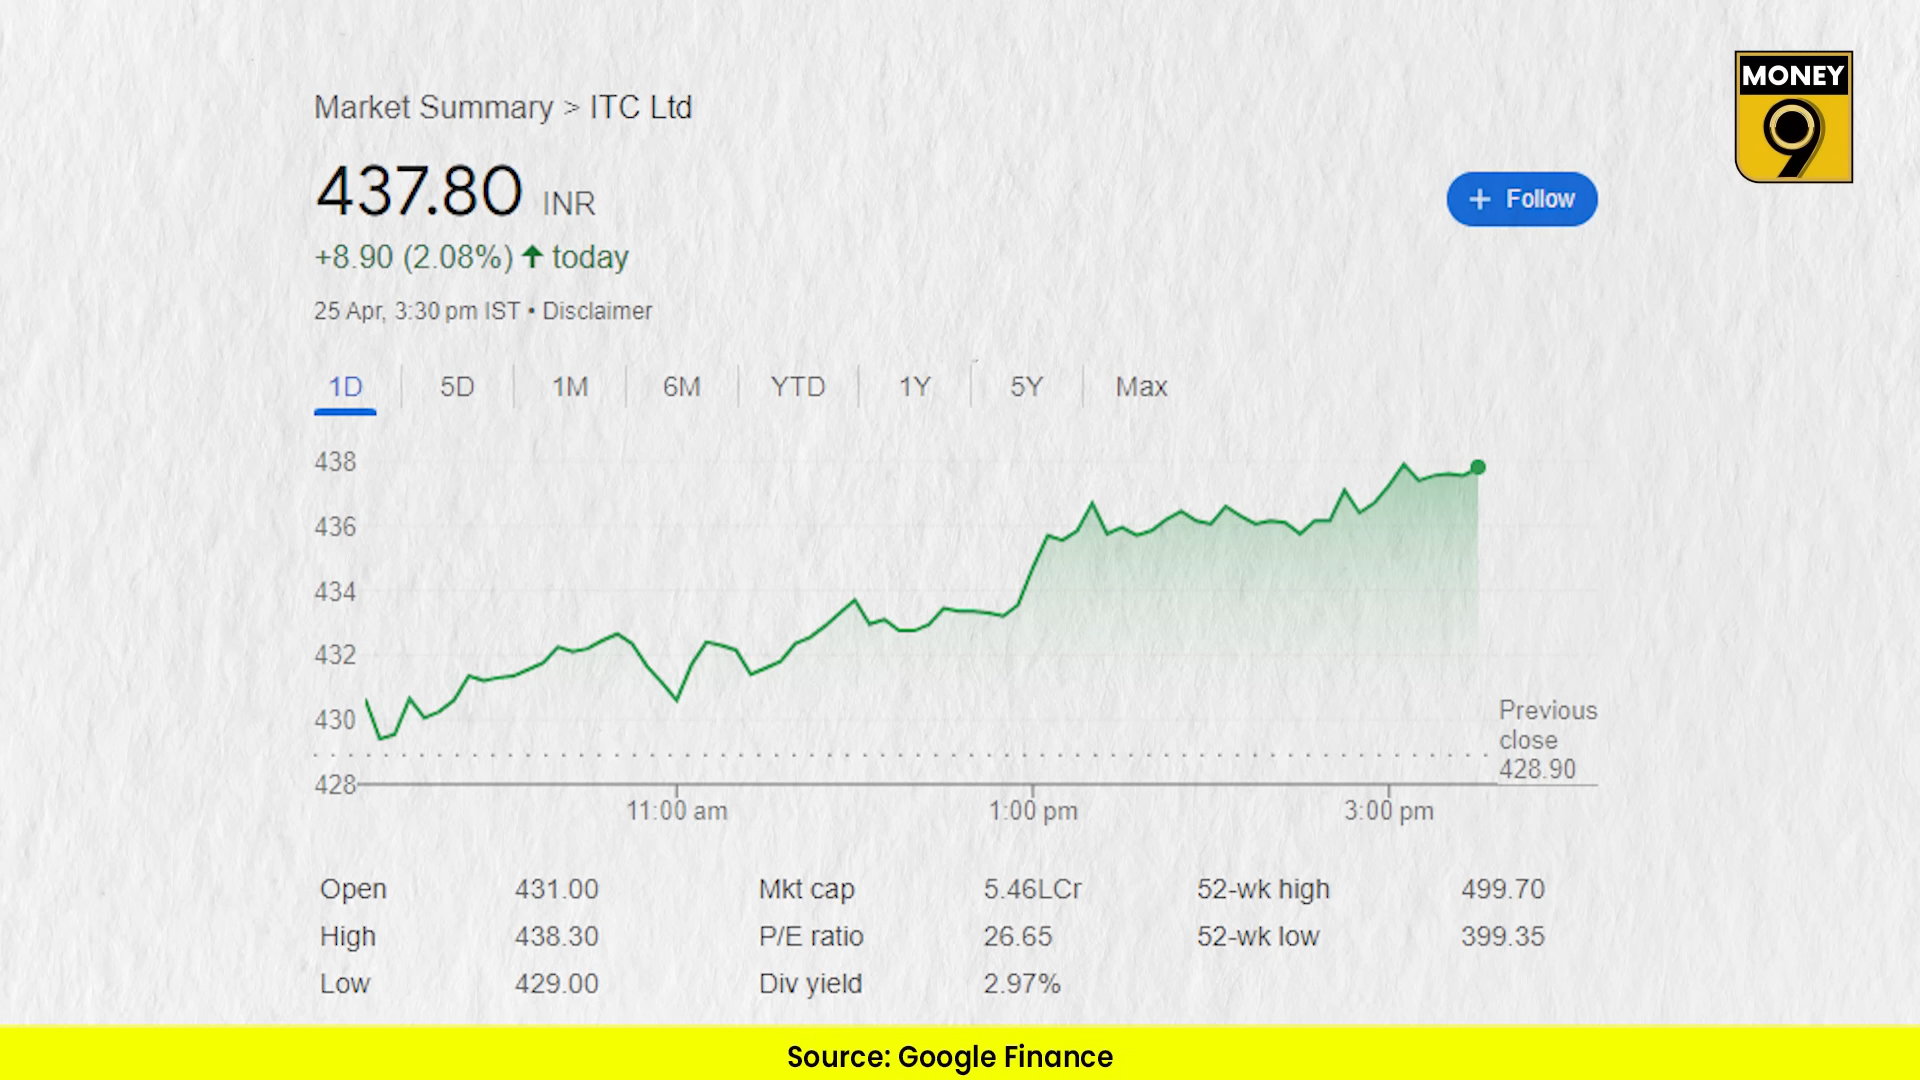 MONEY
9
Market Summary > ITC Ltd
437.80 INR
+ Follow
+8.90 (2.08%) ↑ today
25 Apr, 3:30 pm IST • Disclaimer
1D 5D 1M 6M YTD 1Y 5Y Max
438
436
434
432
430
428
Previous
close
428.90
11:00 am 1:00 pm 3:00 pm
Open 431.00 Mkt cap 5.46LCr 52-wk high 499.70
High 438.30 P/E ratio 26.65 52-wk low 399.35
Low 429.00 Div yield 2.97%
Source: Google Finance